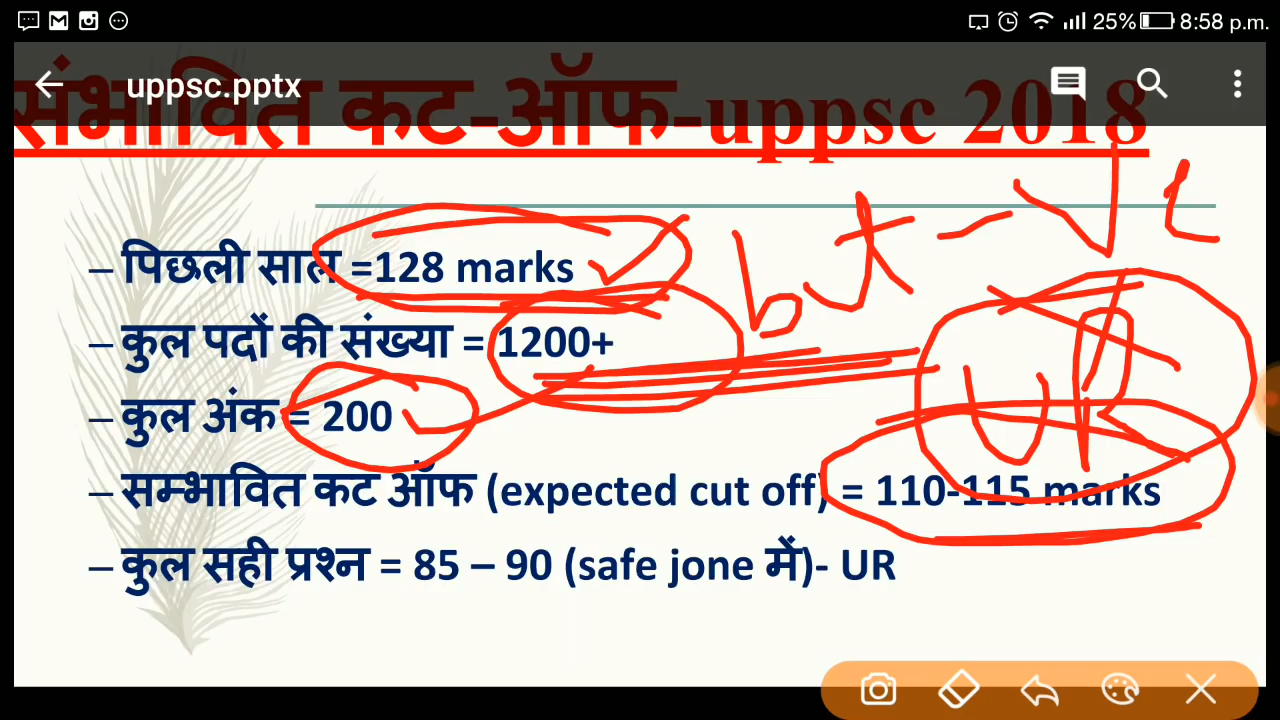 25% 8:58 p.m.
uppsc.pptx
संभावित कट-ऑफ-uppsc 2018
– पिछली साल =128 marks
– कुल पदों की संख्या = 1200+
– कुल अंक = 200
– सम्भावित कट ऑफ (expected cut off) = 110-115 marks
– कुल सही प्रश्न = 85 – 90 (safe jone में)- UR
UR